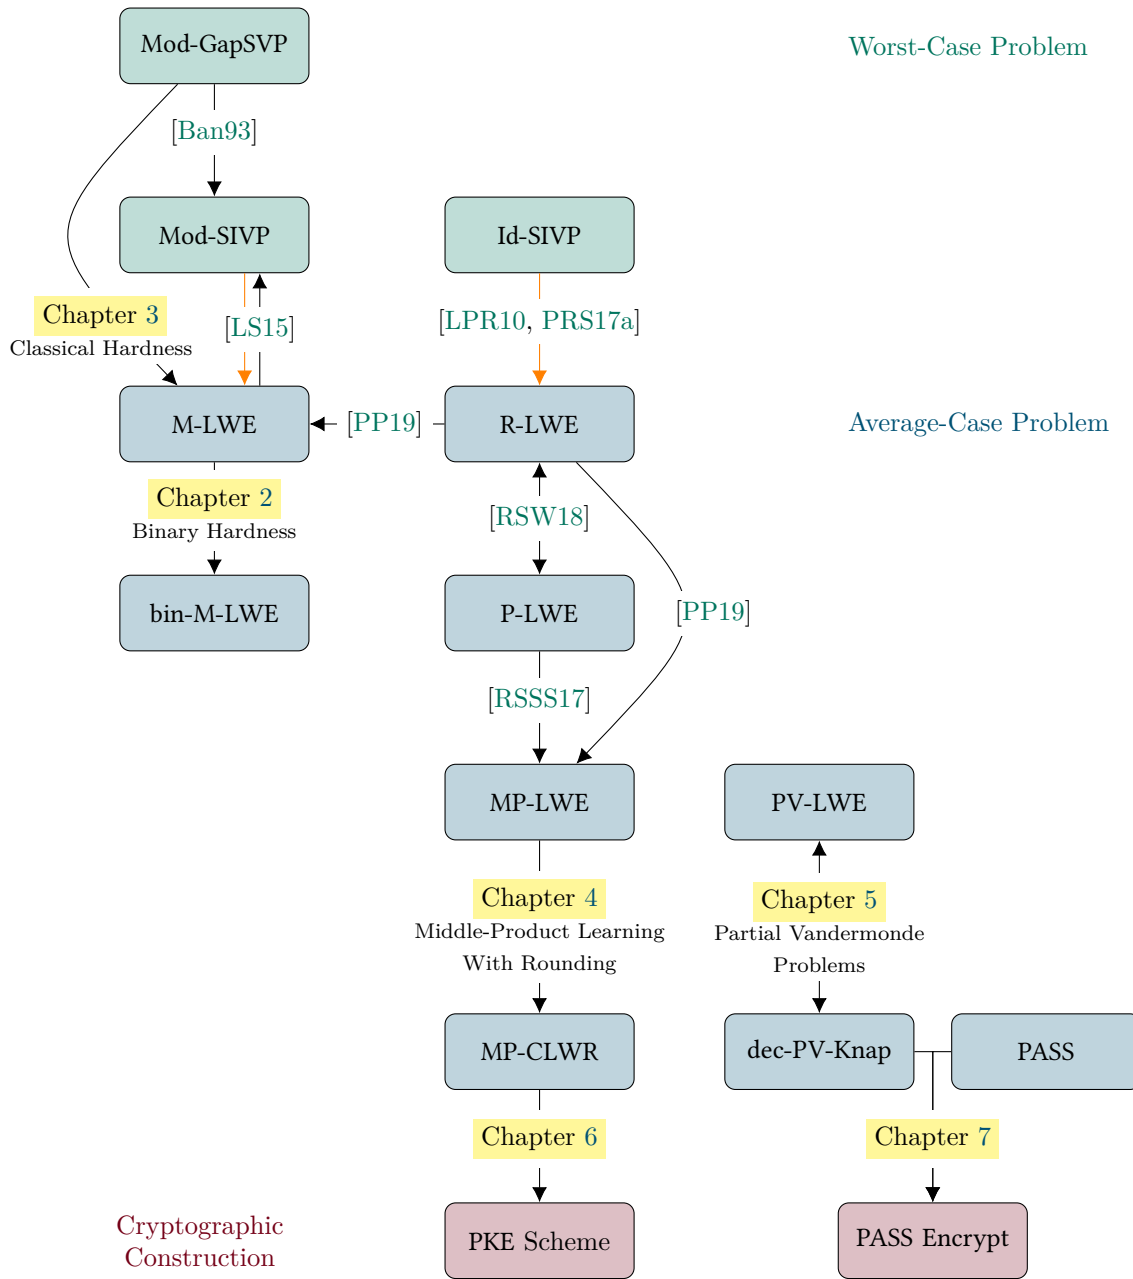 Mod-GapSVP
Worst-Case Problem
[Ban93]
Mod-SIVP
Id-SIVP
Chapter 3
Classical Hardness
[LS15]
[LPR10, PRS17a]
M-LWE
[PP19]
R-LWE
Average-Case Problem
Chapter 2
Binary Hardness
[RSW18]
bin-M-LWE
P-LWE
[PP19]
[RSSS17]
MP-LWE
PV-LWE
Chapter 4
Middle-Product Learning
With Rounding
Chapter 5
Partial Vandermonde
Problems
MP-CLWR
dec-PV-Knap
PASS
Chapter 6
Chapter 7
Cryptographic
Construction
PKE Scheme
PASS Encrypt